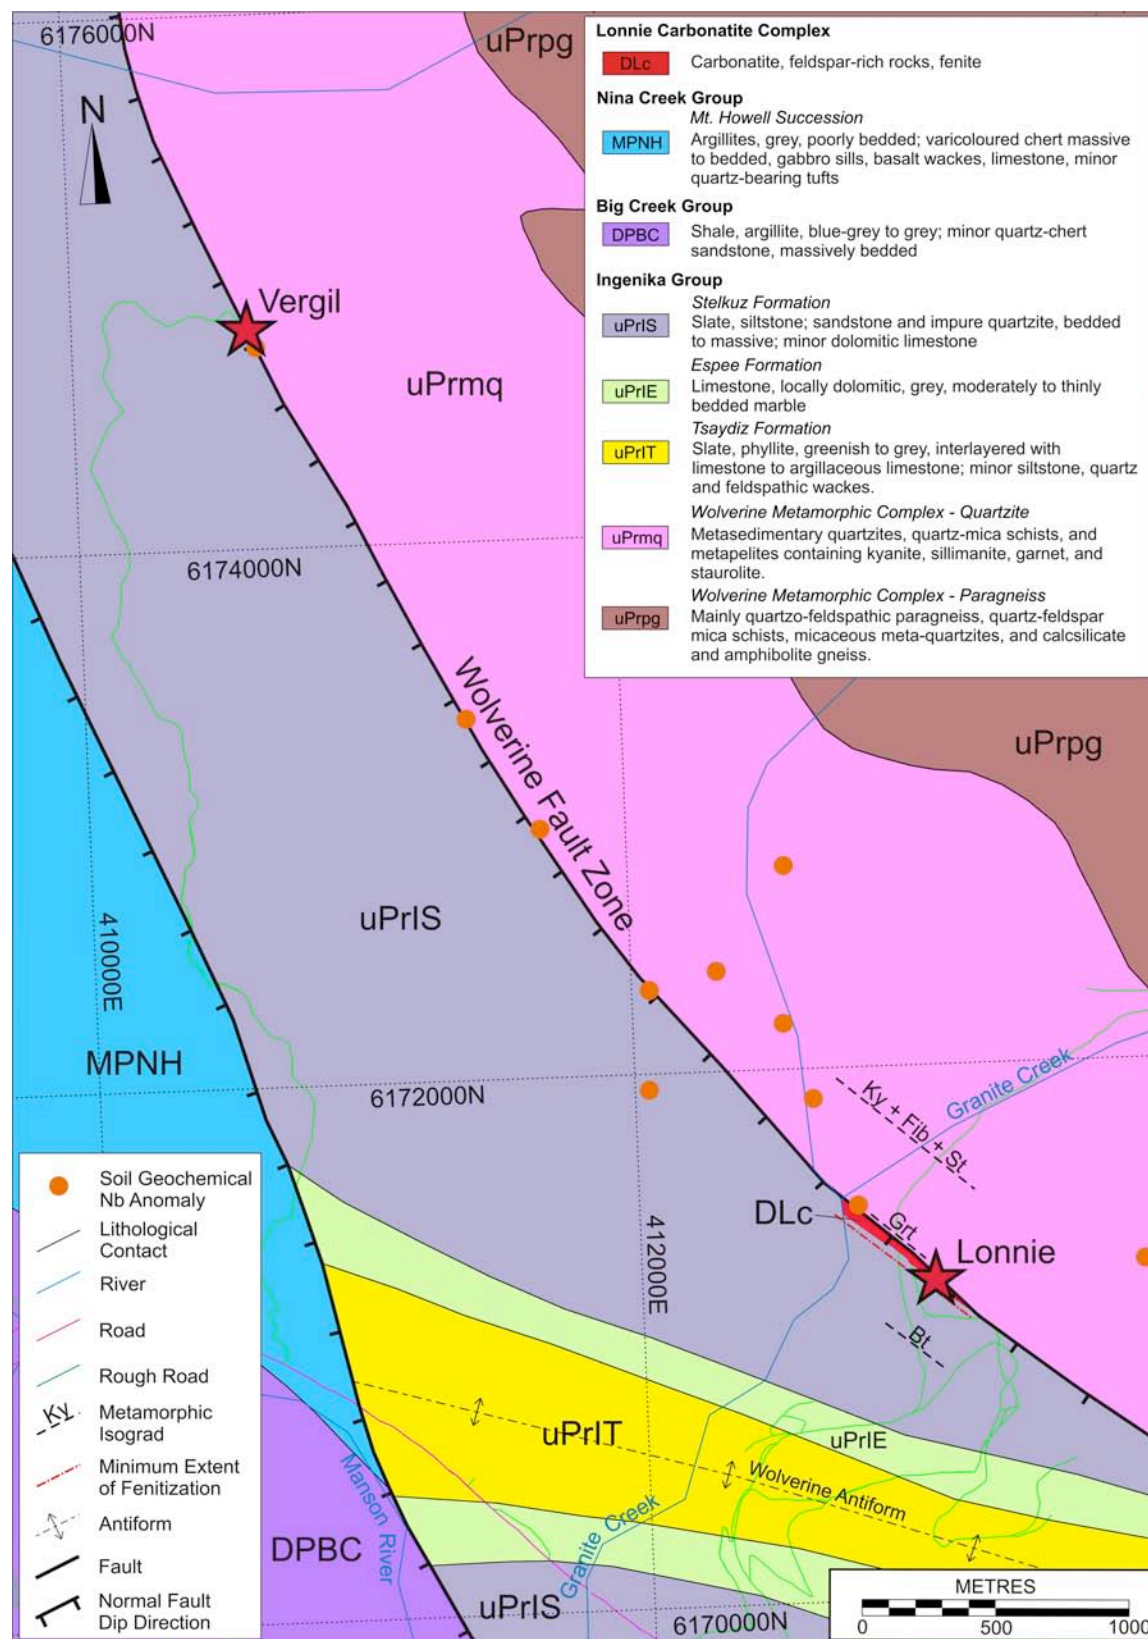 6176000N
uPrpg
N
Vergil
uPrmq
6174000N
Wolverine Fault Zone
uPrpg
uPrIS
410000E
MPNH
6172000N
Ky + Fib + St
Granite Creek
DLc
Grt
Lonnie
412000E
Bt
uPrIT
uPrIE
Wolverine Antiform
Manson River
DPBC
Granite Creek
uPrIS
6170000N
Lonnie Carbonatite Complex
DLc
Carbonatite, feldspar-rich rocks, fenite
Nina Creek Group
Mt. Howell Succession
MPNH
Argillites, grey, poorly bedded; varicoloured chert massive
to bedded, gabbro sills, basalt wackes, limestone, minor
quartz-bearing tufts
Big Creek Group
DPBC
Shale, argillite, blue-grey to grey; minor quartz-chert
sandstone, massively bedded
Ingenika Group
Stelkuz Formation
uPrIS
Slate, siltstone; sandstone and impure quartzite, bedded
to massive; minor dolomitic limestone
Espee Formation
uPrIE
Limestone, locally dolomitic, grey, moderately to thinly
bedded marble
Tsaydiz Formation
uPrIT
Slate, phyllite, greenish to grey, interlayered with
limestone to argillaceous limestone; minor siltstone, quartz
and feldspathic wackes.
Wolverine Metamorphic Complex - Quartzite
uPrmq
Metasedimentary quartzites, quartz-mica schists, and
metapelites containing kyanite, sillimanite, garnet, and
staurolite.
Wolverine Metamorphic Complex - Paragneiss
uPrpg
Mainly quartzo-feldspathic paragneiss, quartz-feldspar
mica schists, micaceous meta-quartzites, and calcsilicate
and amphibolite gneiss.
Soil Geochemical
Nb Anomaly
Lithological
Contact
River
Road
Rough Road
Ky
Metamorphic
Isograd
Minimum Extent
of Fenitization
Antiform
Fault
Normal Fault
Dip Direction
METRES
0 500 1000